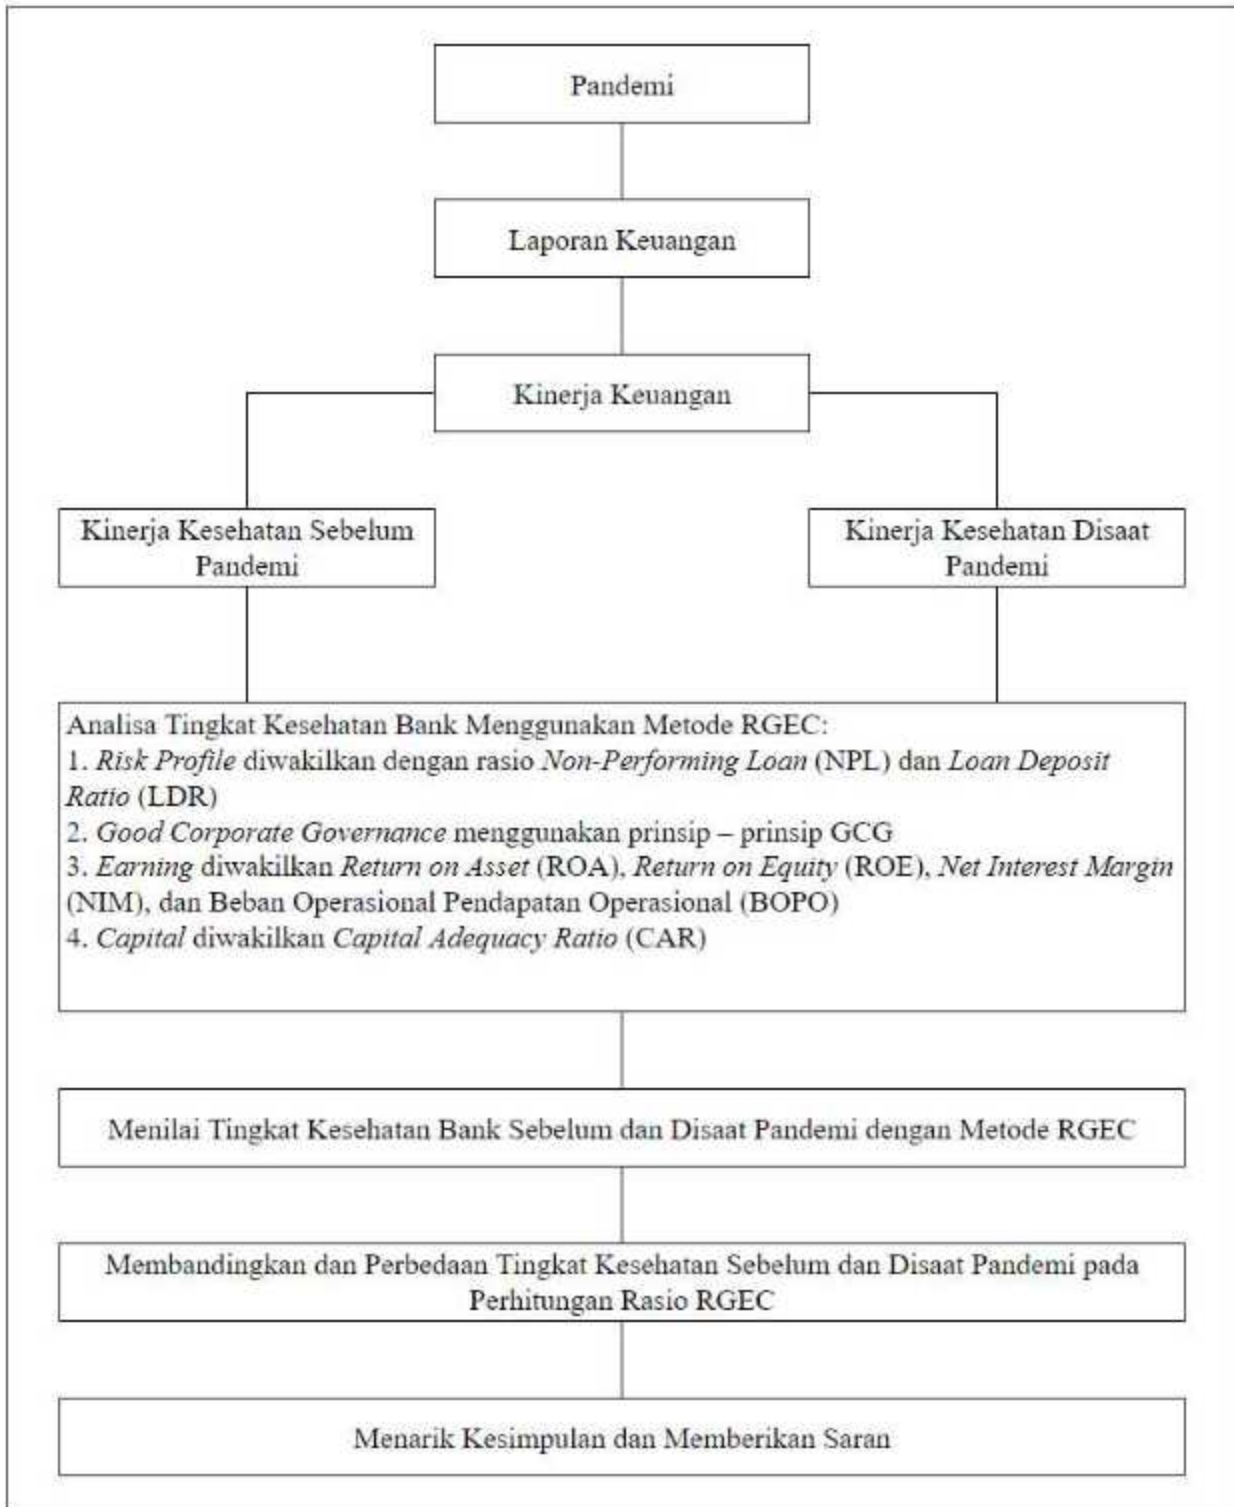 Pandemi
Laporan Keuangan
Kinerja Keuangan
Kinerja Kesehatan Sebelum
Pandemi
Kinerja Kesehatan Disaat
Pandemi
Analisa Tingkat Kesehatan Bank Menggunakan Metode RGEC:
1. Risk Profile diwakilkan dengan rasio Non-Performing Loan (NPL) dan Loan Deposit
Ratio (LDR)
2. Good Corporate Governance menggunakan prinsip – prinsip GCG
3. Earning diwakilkan Return on Asset (ROA), Return on Equity (ROE), Net Interest Margin
(NIM), dan Beban Operasional Pendapatan Operasional (BOPO)
4. Capital diwakilkan Capital Adequacy Ratio (CAR)
Menilai Tingkat Kesehatan Bank Sebelum dan Disaat Pandemi dengan Metode RGEC
Membandingkan dan Perbedaan Tingkat Kesehatan Sebelum dan Disaat Pandemi pada
Perhitungan Rasio RGEC
Menarik Kesimpulan dan Memberikan Saran